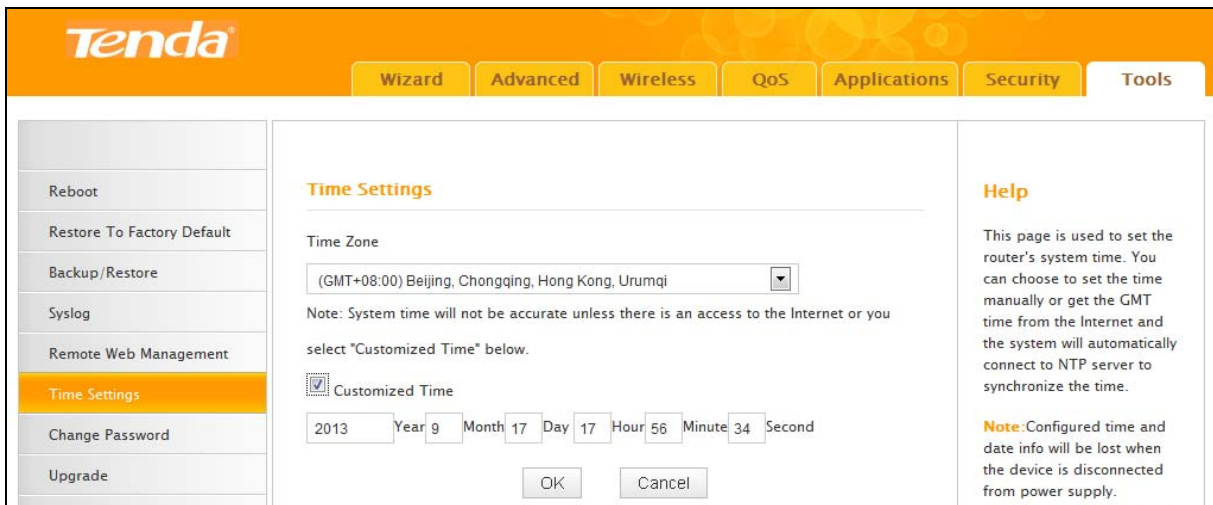 Tenda
Wizard Advanced Wireless QoS Applications Security Tools
Reboot
Restore To Factory Default
Backup/Restore
Syslog
Remote Web Management
Time Settings
Change Password
Upgrade
Time Settings
Time Zone
(GMT+08:00) Beijing, Chongqing, Hong Kong, Urumqi
Note: System time will not be accurate unless there is an access to the Internet or you
select "Customized Time" below.
Customized Time
2013 Year 9 Month 17 Day 17 Hour 56 Minute 34 Second
OK Cancel
Help
This page is used to set the
router's system time. You
can choose to set the time
manually or get the GMT
time from the Internet and
the system will automatically
connect to NTP server to
synchronize the time.
Note:Configured time and
date info will be lost when
the device is disconnected
from power supply.